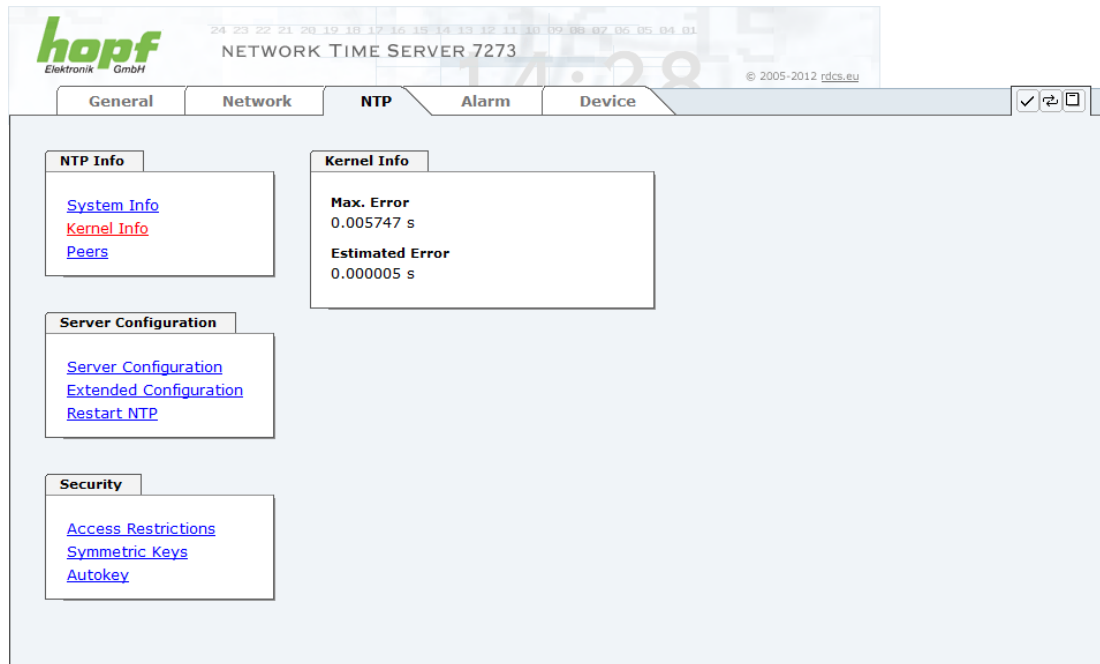 hopf
Elektronik GmbH
24 23 22 21 20 19 18 17 16 15 14 13 12 11 10 09 08 07 06 05 04 01
NETWORK TIME SERVER 7273
14:28
© 2005-2012 rdcs.eu
General
Network
NTP
Alarm
Device
NTP Info
System Info
Kernel Info
Peers
Kernel Info
Max. Error
0.005747 s
Estimated Error
0.000005 s
Server Configuration
Server Configuration
Extended Configuration
Restart NTP
Security
Access Restrictions
Symmetric Keys
Autokey